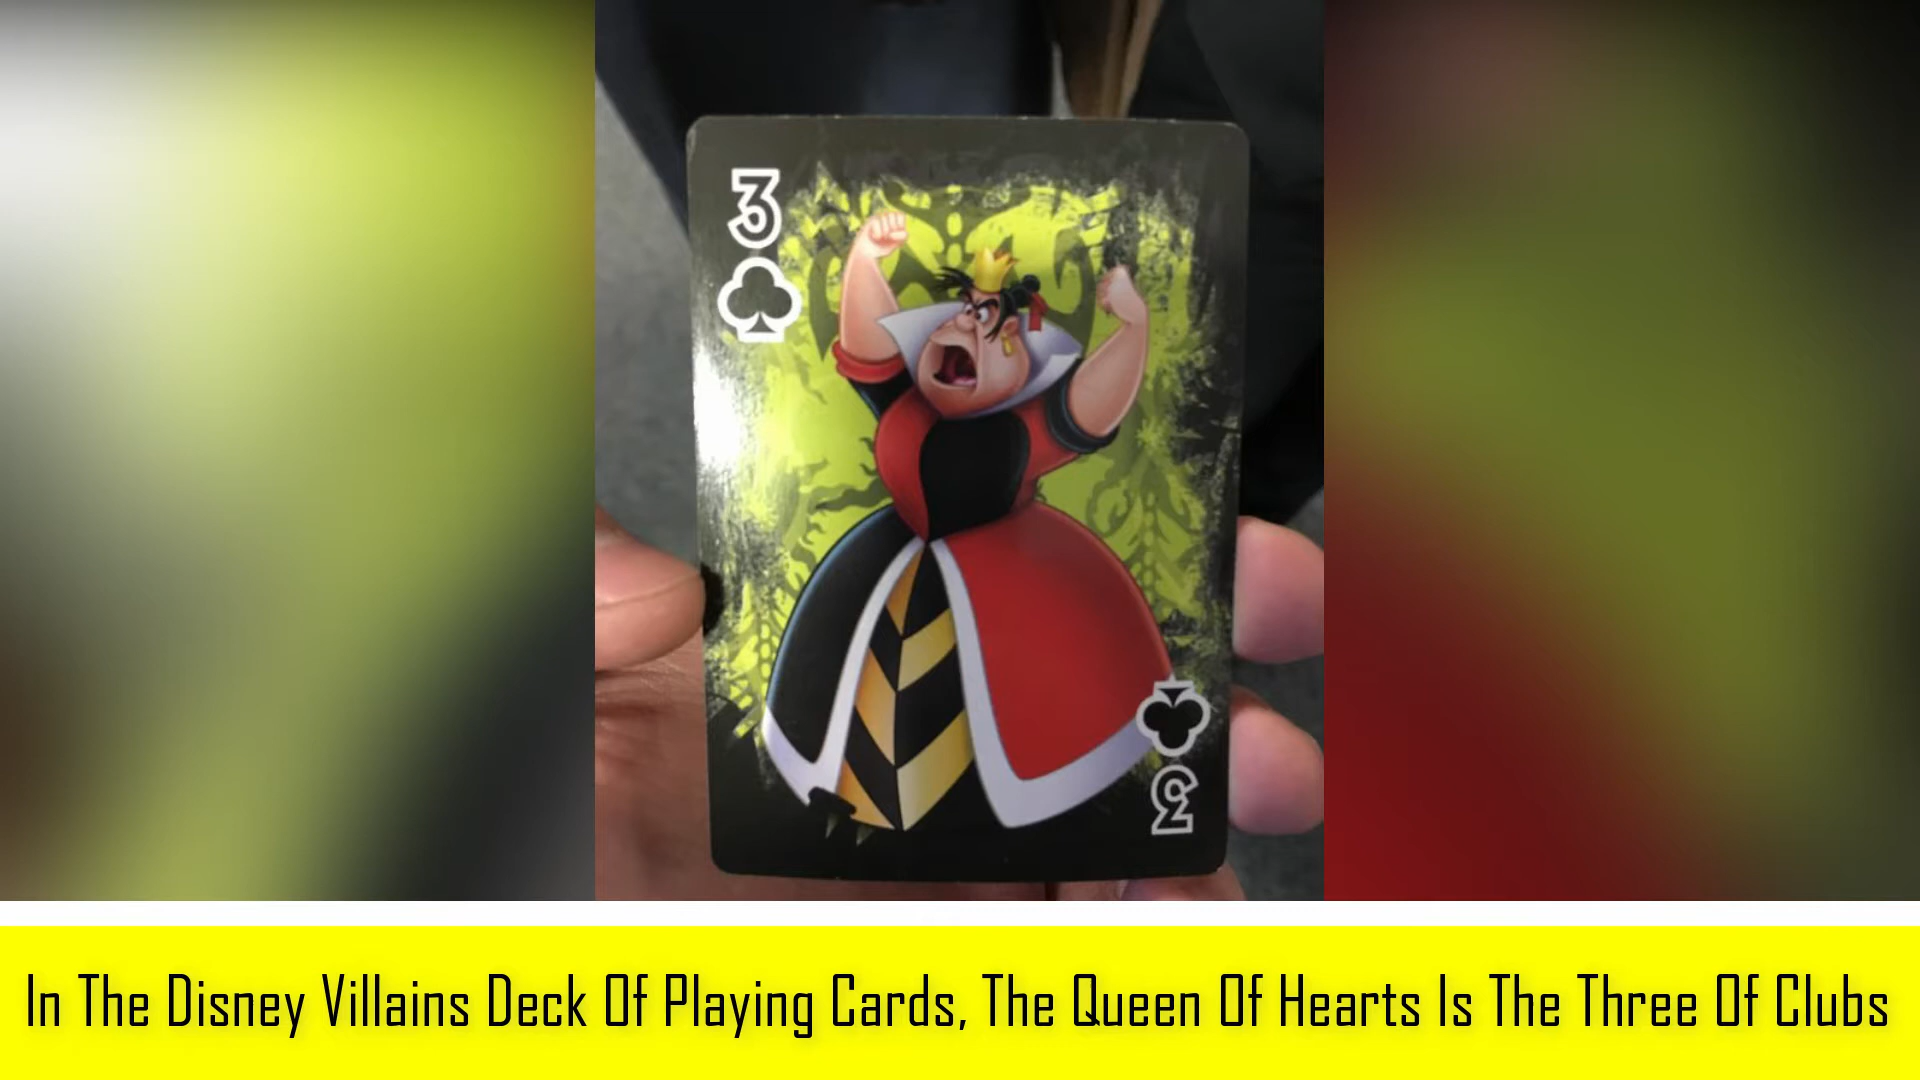 3
In The Disney Villains Deck Of Playing Cards, The Queen Of Hearts Is The Three Of Clubs
3